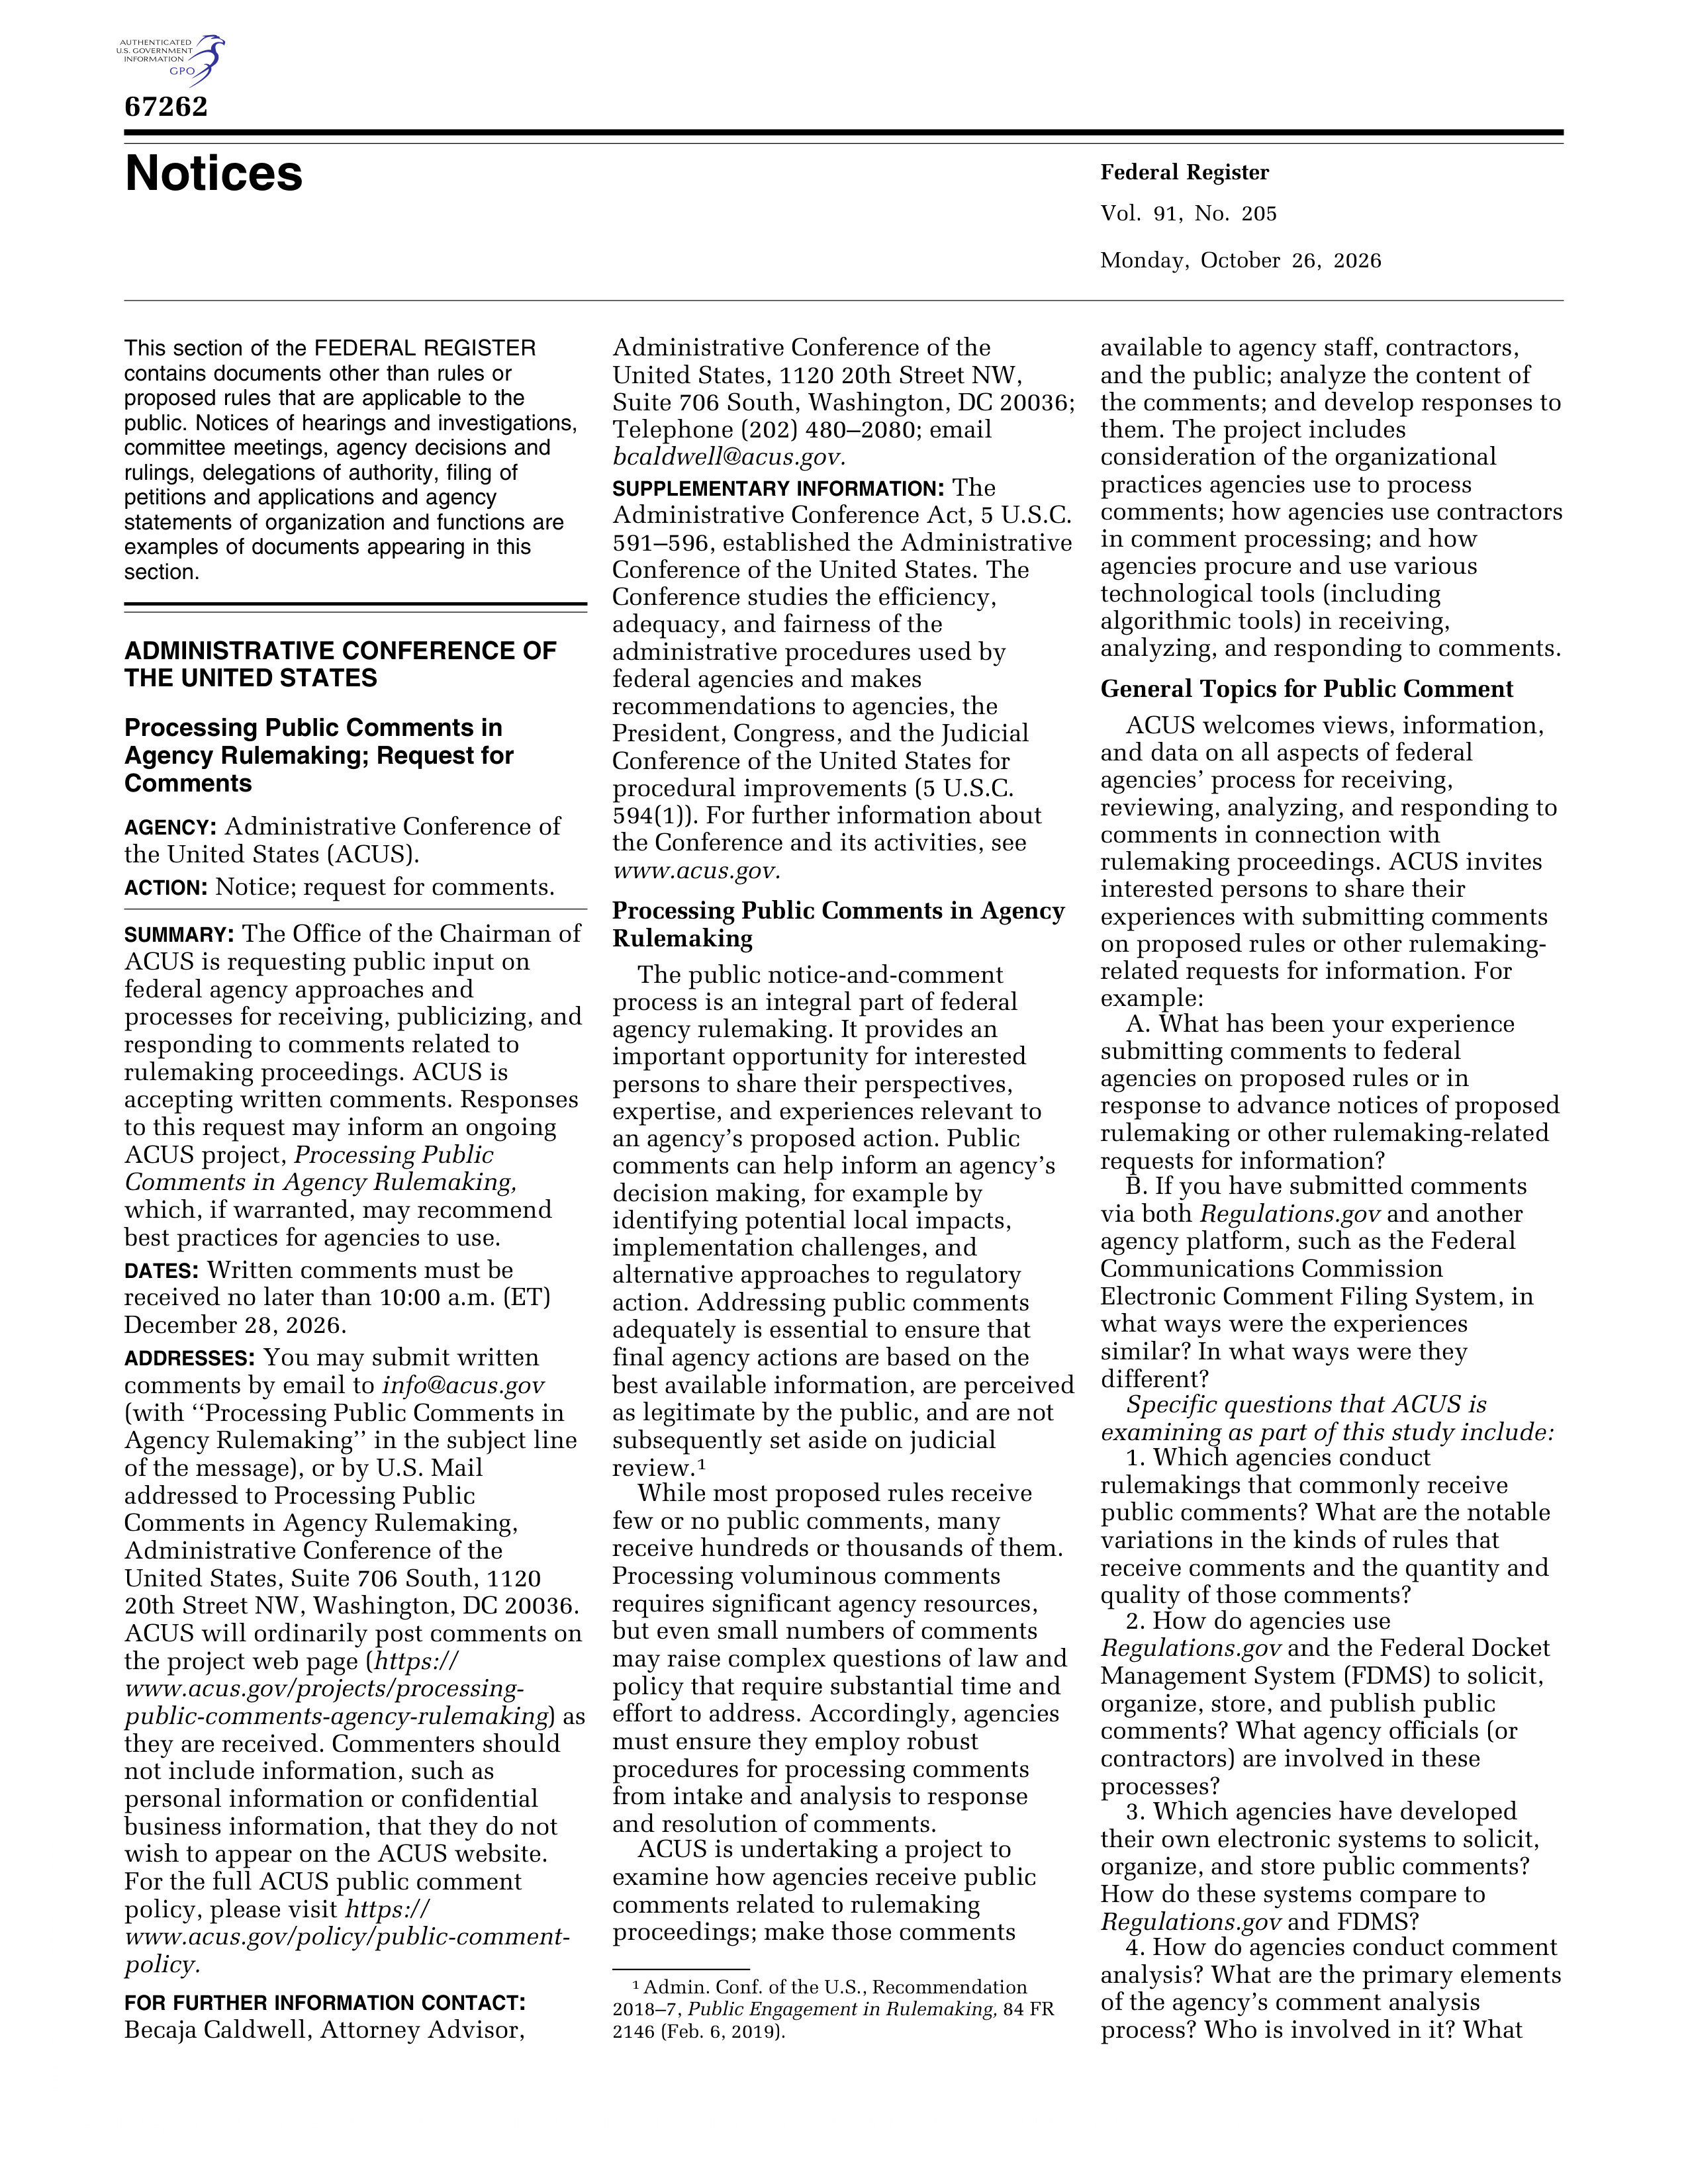 AUTHENTICATED
U.S. GOVERNMENT
INFORMATION
GPO
67262
Notices
Federal Register
Vol. 91, No. 205
Monday, October 26, 2026
This section of the FEDERAL REGISTER
contains documents other than rules or
proposed rules that are applicable to the
public. Notices of hearings and investigations,
committee meetings, agency decisions and
rulings, delegations of authority, filing of
petitions and applications and agency
statements of organization and functions are
examples of documents appearing in this
section.
ADMINISTRATIVE CONFERENCE OF
THE UNITED STATES
Processing Public Comments in
Agency Rulemaking; Request for
Comments
AGENCY: Administrative Conference of
the United States (ACUS).
ACTION: Notice; request for comments.
SUMMARY: The Office of the Chairman of
ACUS is requesting public input on
federal agency approaches and
processes for receiving, publicizing, and
responding to comments related to
rulemaking proceedings. ACUS is
accepting written comments. Responses
to this request may inform an ongoing
ACUS project, Processing Public
Comments in Agency Rulemaking,
which, if warranted, may recommend
best practices for agencies to use.
DATES: Written comments must be
received no later than 10:00 a.m. (ET)
December 28, 2026.
ADDRESSES: You may submit written
comments by email to info@acus.gov
(with ‘‘Processing Public Comments in
Agency Rulemaking’’ in the subject line
of the message), or by U.S. Mail
addressed to Processing Public
Comments in Agency Rulemaking,
Administrative Conference of the
United States, Suite 706 South, 1120
20th Street NW, Washington, DC 20036.
ACUS will ordinarily post comments on
the project web page (https://
www.acus.gov/projects/processing-
public-comments-agency-rulemaking) as
they are received. Commenters should
not include information, such as
personal information or confidential
business information, that they do not
wish to appear on the ACUS website.
For the full ACUS public comment
policy, please visit https://
www.acus.gov/policy/public-comment-
policy.
FOR FURTHER INFORMATION CONTACT:
Becaja Caldwell, Attorney Advisor,
Administrative Conference of the
United States, 1120 20th Street NW,
Suite 706 South, Washington, DC 20036;
Telephone (202) 480–2080; email
bcaldwell@acus.gov.
SUPPLEMENTARY INFORMATION: The
Administrative Conference Act, 5 U.S.C.
591–596, established the Administrative
Conference of the United States. The
Conference studies the efficiency,
adequacy, and fairness of the
administrative procedures used by
federal agencies and makes
recommendations to agencies, the
President, Congress, and the Judicial
Conference of the United States for
procedural improvements (5 U.S.C.
594(1)). For further information about
the Conference and its activities, see
www.acus.gov.
Processing Public Comments in Agency
Rulemaking
The public notice-and-comment
process is an integral part of federal
agency rulemaking. It provides an
important opportunity for interested
persons to share their perspectives,
expertise, and experiences relevant to
an agency’s proposed action. Public
comments can help inform an agency’s
decision making, for example by
identifying potential local impacts,
implementation challenges, and
alternative approaches to regulatory
action. Addressing public comments
adequately is essential to ensure that
final agency actions are based on the
best available information, are perceived
as legitimate by the public, and are not
subsequently set aside on judicial
review.¹
While most proposed rules receive
few or no public comments, many
receive hundreds or thousands of them.
Processing voluminous comments
requires significant agency resources,
but even small numbers of comments
may raise complex questions of law and
policy that require substantial time and
effort to address. Accordingly, agencies
must ensure they employ robust
procedures for processing comments
from intake and analysis to response
and resolution of comments.
ACUS is undertaking a project to
examine how agencies receive public
comments related to rulemaking
proceedings; make those comments
¹ Admin. Conf. of the U.S., Recommendation
2018–7, Public Engagement in Rulemaking, 84 FR
2146 (Feb. 6, 2019).
available to agency staff, contractors,
and the public; analyze the content of
the comments; and develop responses to
them. The project includes
consideration of the organizational
practices agencies use to process
comments; how agencies use contractors
in comment processing; and how
agencies procure and use various
technological tools (including
algorithmic tools) in receiving,
analyzing, and responding to comments.
General Topics for Public Comment
ACUS welcomes views, information,
and data on all aspects of federal
agencies’ process for receiving,
reviewing, analyzing, and responding to
comments in connection with
rulemaking proceedings. ACUS invites
interested persons to share their
experiences with submitting comments
on proposed rules or other rulemaking-
related requests for information. For
example:
A. What has been your experience
submitting comments to federal
agencies on proposed rules or in
response to advance notices of proposed
rulemaking or other rulemaking-related
requests for information?
B. If you have submitted comments
via both Regulations.gov and another
agency platform, such as the Federal
Communications Commission
Electronic Comment Filing System, in
what ways were the experiences
similar? In what ways were they
different?
Specific questions that ACUS is
examining as part of this study include:
1. Which agencies conduct
rulemakings that commonly receive
public comments? What are the notable
variations in the kinds of rules that
receive comments and the quantity and
quality of those comments?
2. How do agencies use
Regulations.gov and the Federal Docket
Management System (FDMS) to solicit,
organize, store, and publish public
comments? What agency officials (or
contractors) are involved in these
processes?
3. Which agencies have developed
their own electronic systems to solicit,
organize, and store public comments?
How do these systems compare to
Regulations.gov and FDMS?
4. How do agencies conduct comment
analysis? What are the primary elements
of the agency’s comment analysis
process? Who is involved in it? What